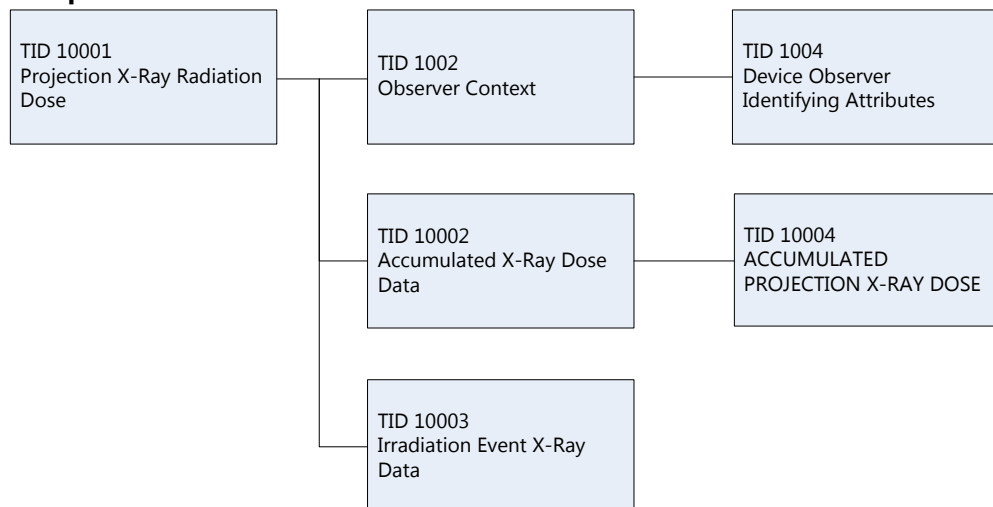 TID 10001
Projection X-Ray Radiation
Dose
TID 1002
Observer Context
TID 1004
Device Observer
Identifying Attributes
TID 10002
Accumulated X-Ray Dose
Data
TID 10004
ACCUMULATED
PROJECTION X-RAY DOSE
TID 10003
Irradiation Event X-Ray
Data